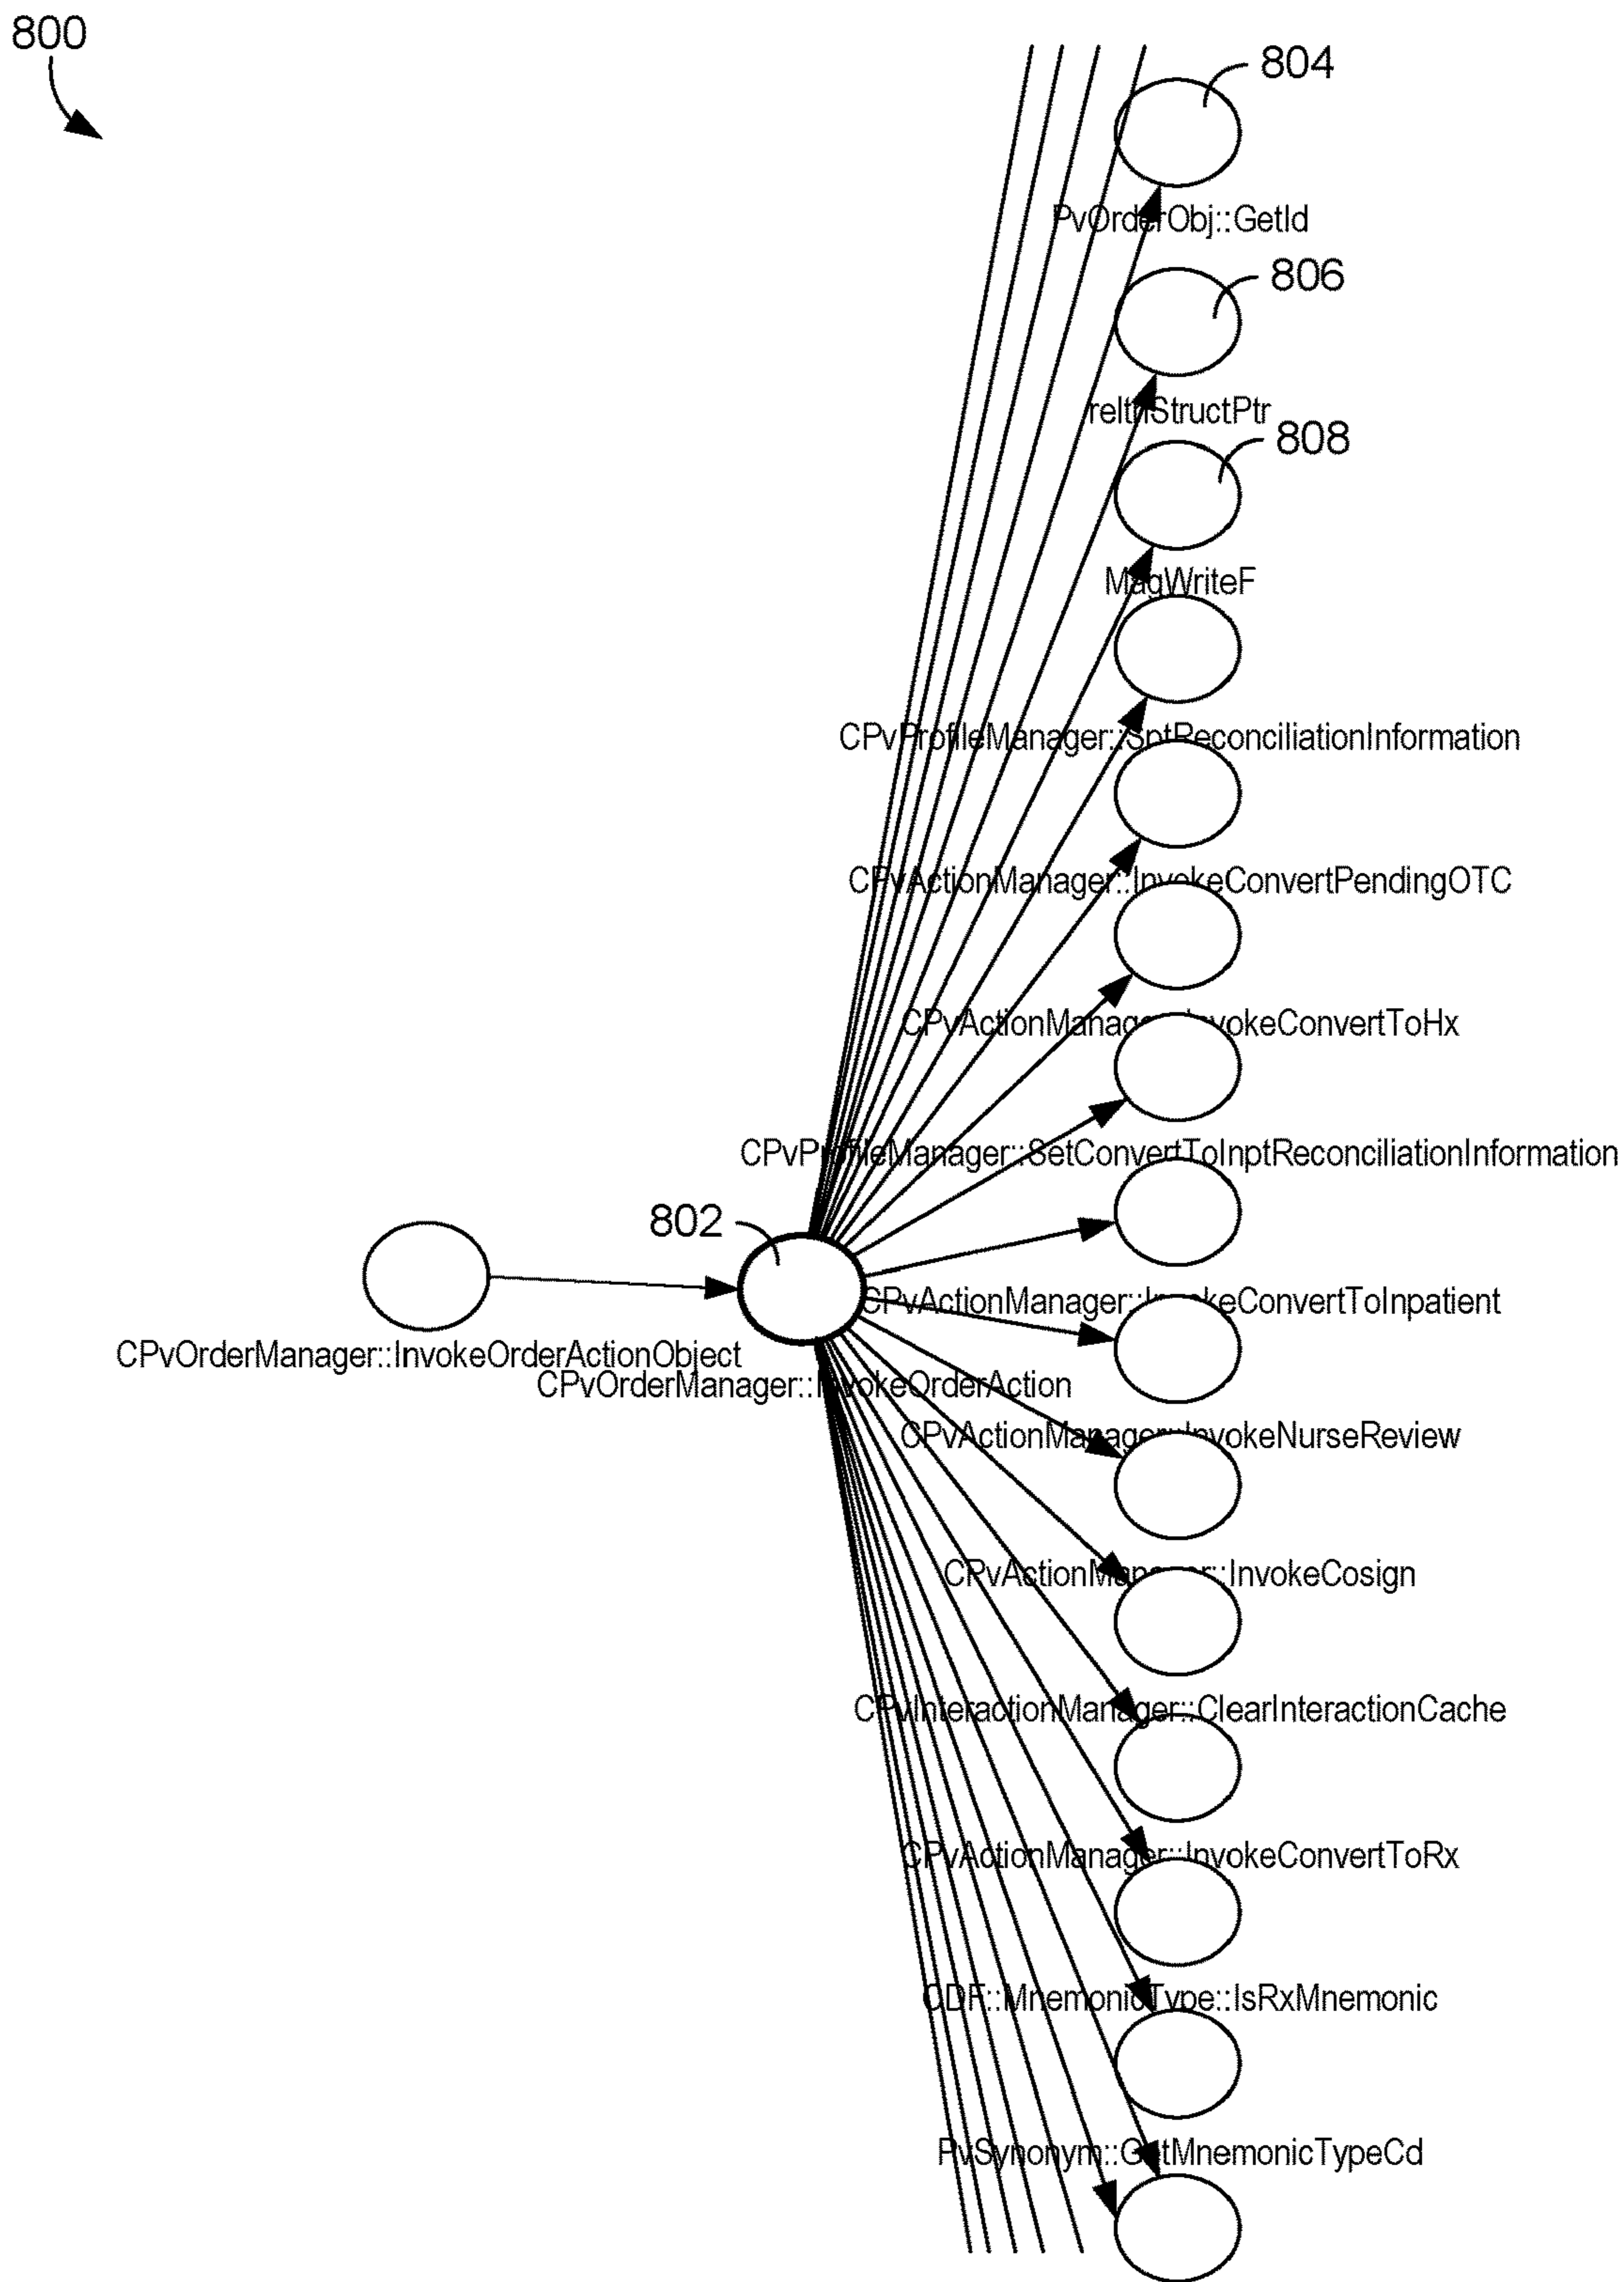 800
804
PvOrderObj::GetId
806
reltnStructPtr
808
MagWriteF
CPvProfileManager::SptReconciliationInformation
CPvActionManager::InvokeConvertPendingOTC
CPvActionManager::InvokeConvertToHx
CPvProfileManager::SetConvertToInptReconciliationInformation
802
CPvActionManager::InvokeConvertToInpatient
CPvOrderManager::InvokeOrderActionObject
CPvOrderManager::InvokeOrderAction
CPvActionManager::InvokeNurseReview
CPvActionManager::InvokeCosign
CPvInteractionManager::ClearInteractionCache
CPvActionManager::InvokeConvertToRx
CDF::MnemonicType::IsRxMnemonic
PvSynonym::GetMnemonicTypeCd